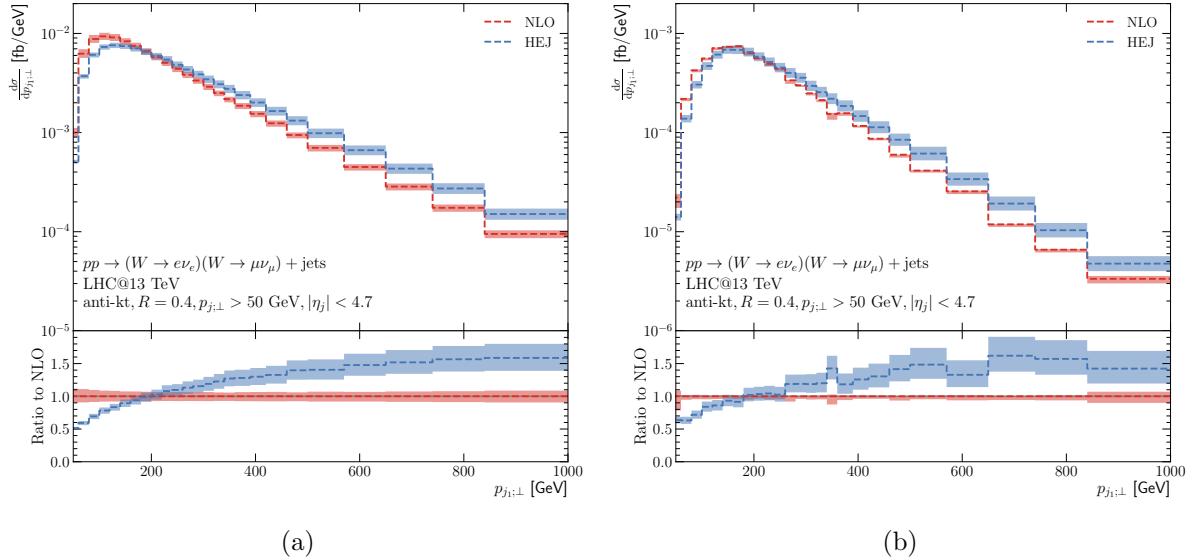 10⁻²
10⁻³
10⁻⁴
10⁻⁵
dσ/dp_{j₁;⊥} [fb/GeV]
NLO
HEJ
pp → (W → eν_e)(W → μν_μ) + jets
LHC@13 TeV
anti-kt, R = 0.4, p_{j;⊥} > 50 GeV, |η_j| < 4.7
Ratio to NLO
1.5
1.0
0.5
0.0
200 400 600 800 1000
p_{j₁;⊥} [GeV]
(a)
10⁻³
10⁻⁴
10⁻⁵
10⁻⁶
dσ/dp_{j₁;⊥} [fb/GeV]
NLO
HEJ
pp → (W → eν_e)(W → μν_μ) + jets
LHC@13 TeV
anti-kt, R = 0.4, p_{j;⊥} > 50 GeV, |η_j| < 4.7
Ratio to NLO
1.5
1.0
0.5
0.0
200 400 600 800 1000
p_{j₁;⊥} [GeV]
(b)